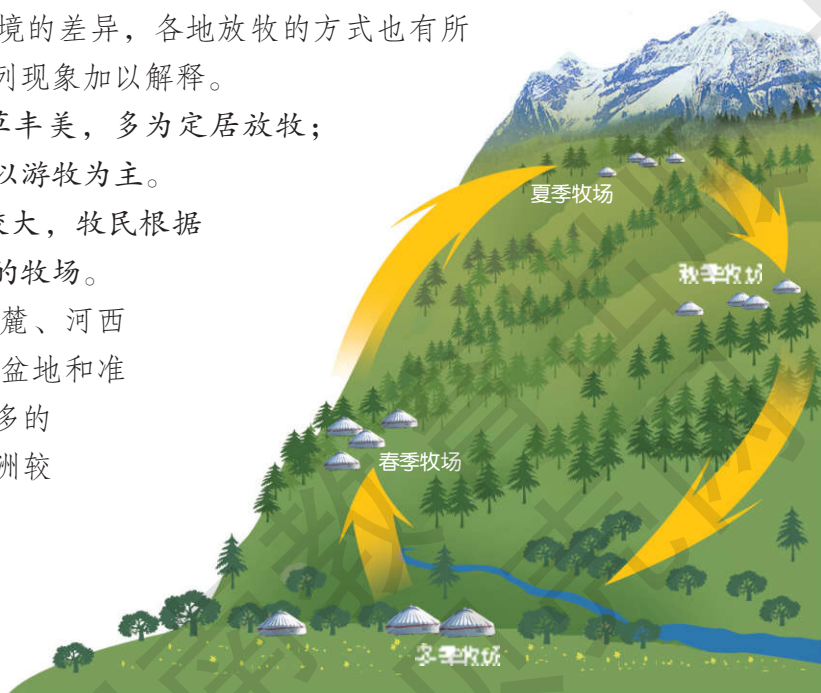 境的差异，各地放牧的方式也有所
列现象加以解释。
草丰美，多为定居放牧；
以游牧为主。
较大，牧民根据
的牧场。
麓、河西
盆地和准
多的
洲较
夏季牧场
秋季牧场
春季牧场
冬季牧场